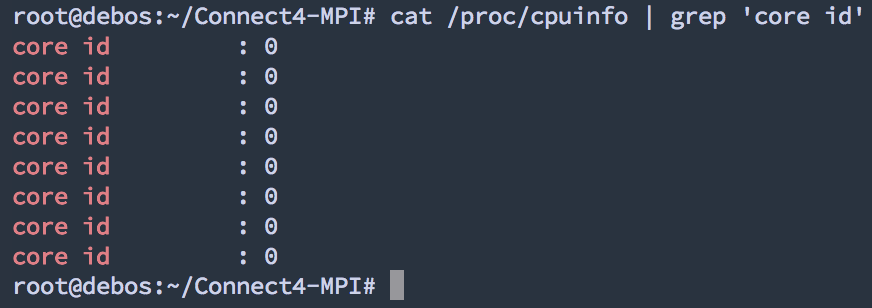 root@debos:~/Connect4-MPI# cat /proc/cpuinfo | grep 'core id'
core id         : 0
core id         : 0
core id         : 0
core id         : 0
core id         : 0
core id         : 0
core id         : 0
core id         : 0
root@debos:~/Connect4-MPI#